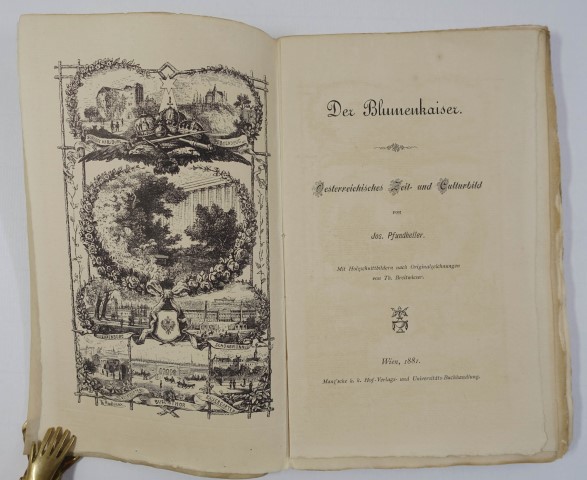 Der Blumenkaiser.
Oesterreichisches Zeit- und Culturbild
von
Jos. Pfundheller.
Mit Holzschnittbildern nach Originalzeichnungen
von Th. Breitwieser.
Wien, 1881.
Manz'sche k. k. Hof-Verlags- und Universitäts-Buchhandlung.